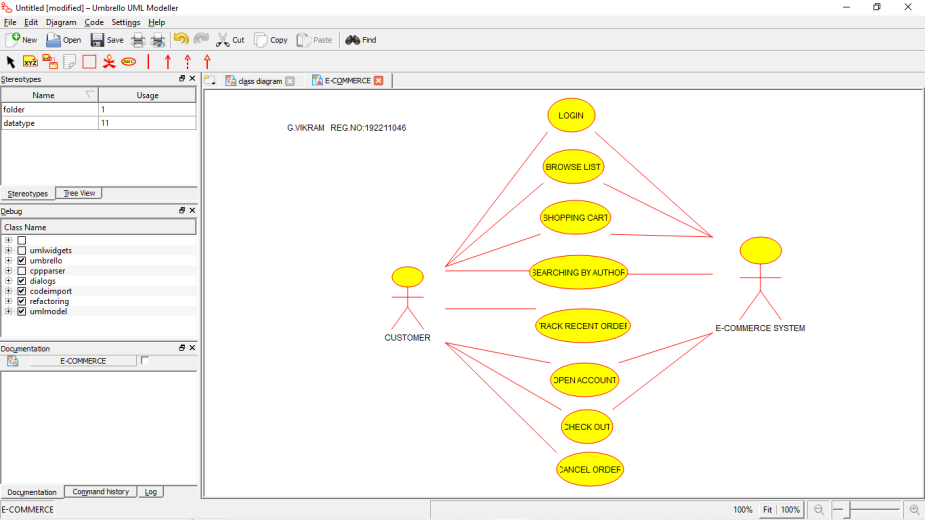 Untitled [modified] – Umbrello UML Modeller
File Edit Diagram Code Settings Help
New Open Save Cut Copy Paste Find
XYZ ABC
Stereotypes
Name Usage
folder 1
datatype 11
Stereotypes Tree View
Debug
Class Name
umlwidgets
umbrello
cppparser
dialogs
codeimport
refactoring
umlmodel
Documentation
E-COMMERCE
Documentation Command history Log
class diagram E-COMMERCE
G.VIKRAM REG.NO:192211046
LOGIN
BROWSE LIST
SHOPPING CART
SEARCHING BY AUTHOR
TRACK RECENT ORDER
OPEN ACCOUNT
CHECK OUT
CANCEL ORDER
CUSTOMER
E-COMMERCE SYSTEM
E-COMMERCE
100% Fit 100%